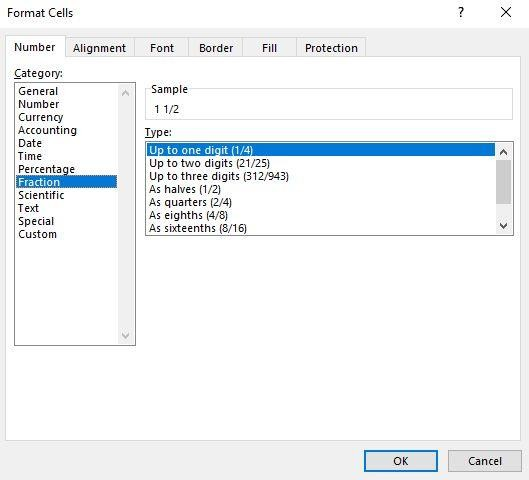 Format Cells
?
Number Alignment Font Border Fill Protection
Category:
General
Number
Currency
Accounting
Date
Time
Percentage
Fraction
Scientific
Text
Special
Custom
Sample
1 1/2
Type:
Up to one digit (1/4)
Up to two digits (21/25)
Up to three digits (312/943)
As halves (1/2)
As quarters (2/4)
As eighths (4/8)
As sixteenths (8/16)
OK Cancel